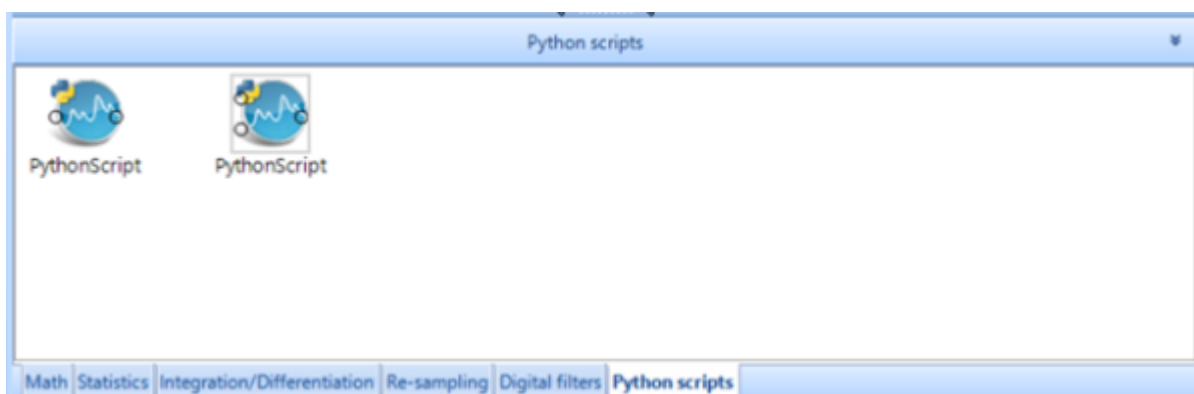 Python scripts
PythonScript PythonScript
Math Statistics Integration/Differentiation Re-sampling Digital filters Python scripts